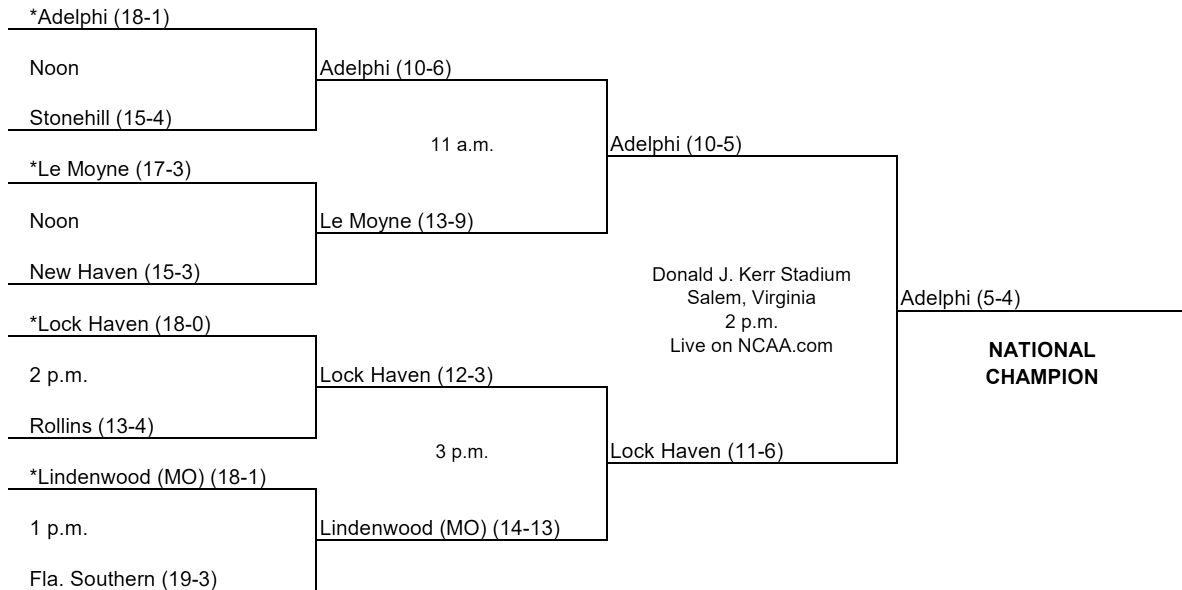 *Adelphi (18-1)
Noon
Stonehill (15-4)
*Le Moyne (17-3)
Noon
New Haven (15-3)
*Lock Haven (18-0)
2 p.m.
Rollins (13-4)
*Lindenwood (MO) (18-1)
1 p.m.
Fla. Southern (19-3)
Adelphi (10-6)
11 a.m.
Le Moyne (13-9)
Lock Haven (12-3)
3 p.m.
Lindenwood (MO) (14-13)
Adelphi (10-5)
Donald J. Kerr Stadium
Salem, Virginia
2 p.m.
Live on NCAA.com
Lock Haven (11-6)
Adelphi (5-4)
NATIONAL
CHAMPION